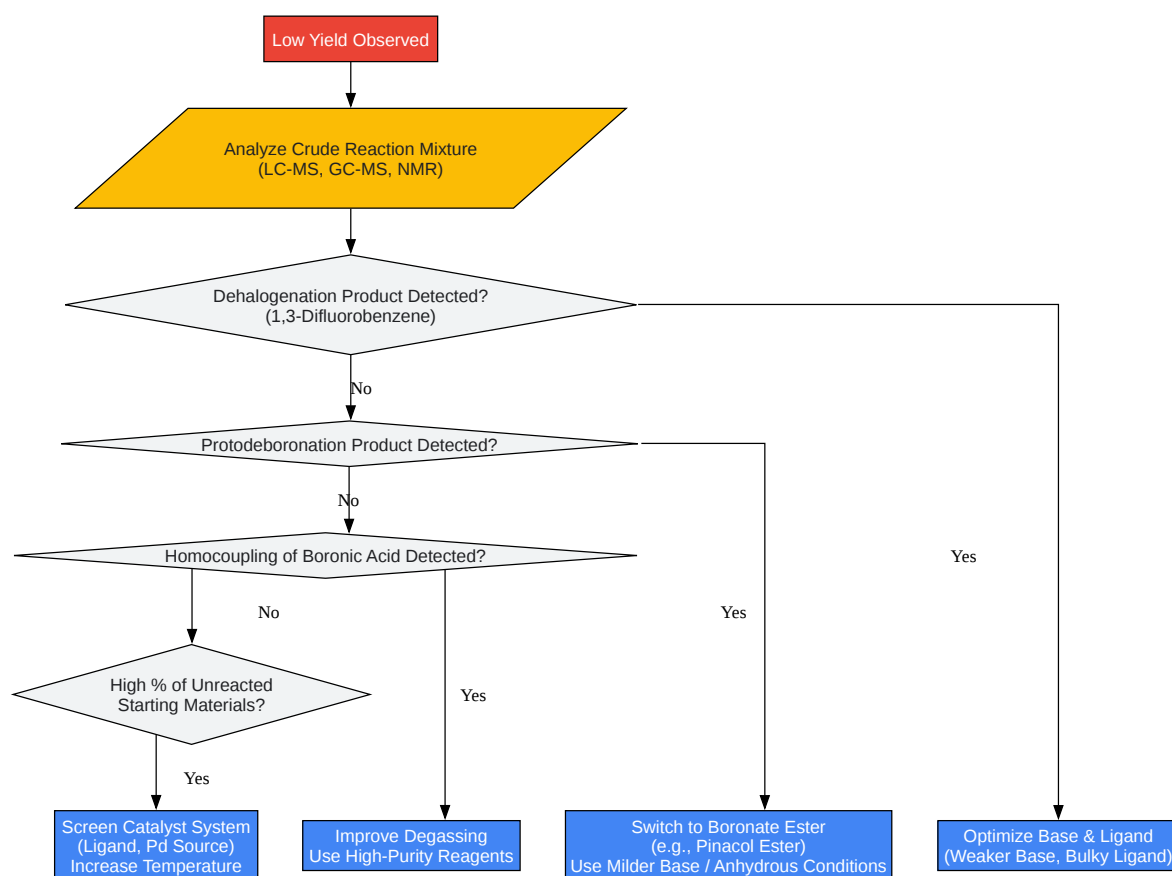 Low Yield Observed
Analyze Crude Reaction Mixture
(LC-MS, GC-MS, NMR)
Dehalogenation Product Detected?
(1,3-Difluorobenzene)
No
Protodeboronation Product Detected?
No
Homocoupling of Boronic Acid Detected?
Yes
No
Yes
High % of Unreacted
Starting Materials?
Yes
Yes
Screen Catalyst System
(Ligand, Pd Source)
Increase Temperature
Improve Degassing
Use High-Purity Reagents
Switch to Boronate Ester
(e.g., Pinacol Ester)
Use Milder Base / Anhydrous Conditions
Optimize Base & Ligand
(Weaker Base, Bulky Ligand)